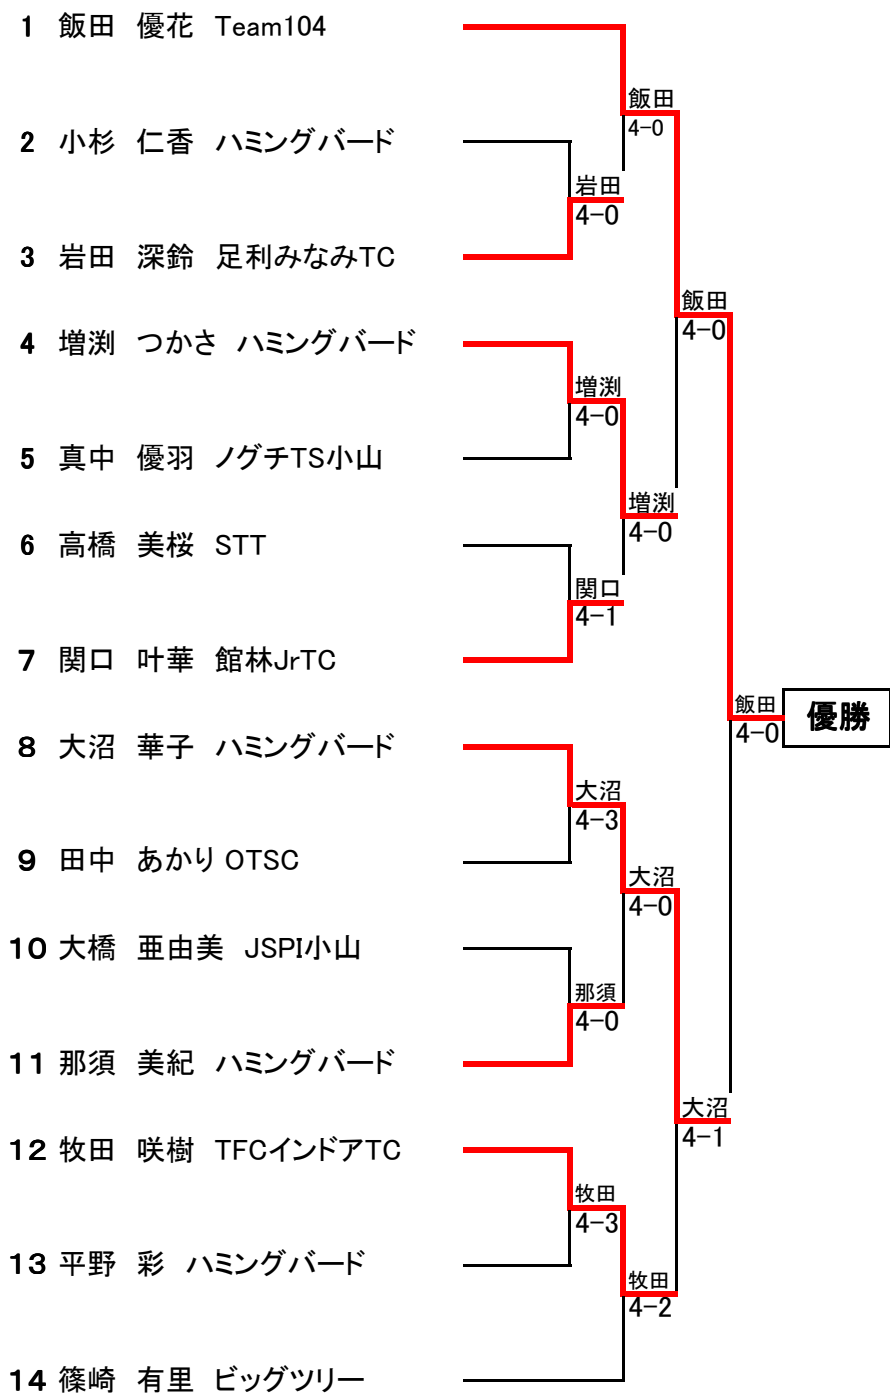 1 飯田 優花 Team104
飯田
4-0
2 小杉 仁香 ハミングバード
岩田
4-0
3 岩田 深鈴 足利みなみTC
飯田
4-0
4 増渕 つかさ ハミングバード
増渕
4-0
5 真中 優羽 ノグチTS小山
増渕
4-0
6 高橋 美桜 STT
関口
4-1
7 関口 叶華 館林JrTC
飯田
4-0
優勝
8 大沼 華子 ハミングバード
大沼
4-3
9 田中 あかり OTSC
大沼
4-0
10 大橋 亜由美 JSPI小山
那須
4-0
11 那須 美紀 ハミングバード
大沼
4-1
12 牧田 咲樹 TFCインドアTC
牧田
4-3
13 平野 彩 ハミングバード
牧田
4-2
14 篠崎 有里 ビッグツリー